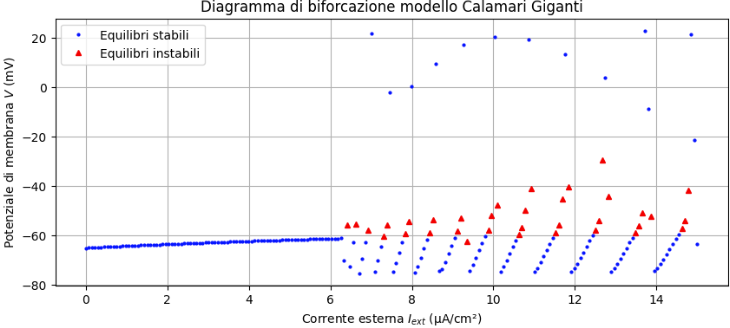 Diagramma di biforcazione modello Calamari Giganti
Equilibri stabili
Equilibri instabili
Potenziale di membrana V (mV)
20
0
−20
−40
−60
−80
0
2
4
6
8
10
12
14
Corrente esterna I_ext (µA/cm²)